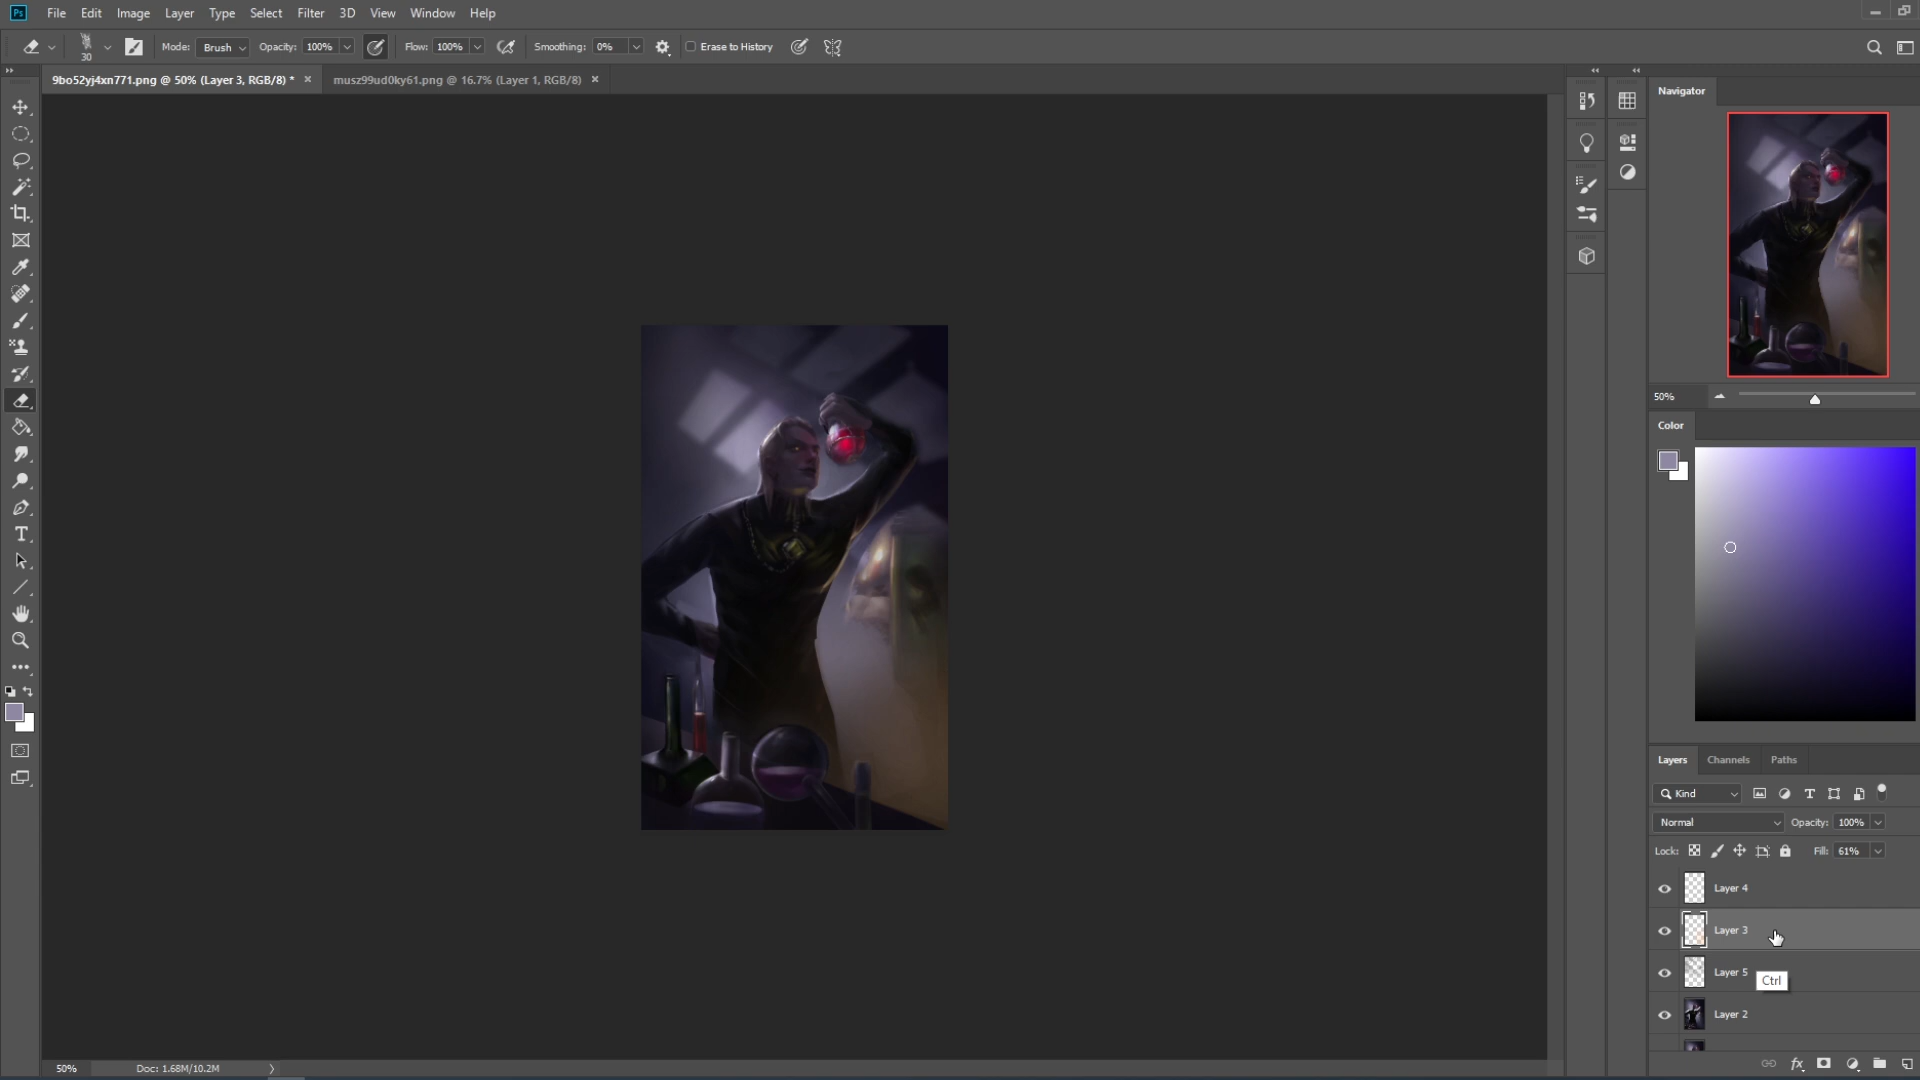 Ps File Edit Image Layer Type Select Filter 3D View Window Help
30 Mode: Brush Opacity: 100% Flow: 100% Smoothing: 0% Erase to History
9bo52yj4xn771.png @ 50% (Layer 3, RGB/8) * × musz99ud0ky61.png @ 16.7% (Layer 1, RGB/8) ×
Navigator
50%
Color
Layers Channels Paths
Kind
Normal Opacity: 100%
Lock: Fill: 61%
Layer 4
Layer 3
Layer 5
Ctrl
Layer 2
fx
50% Doc: 1.68M/10.2M